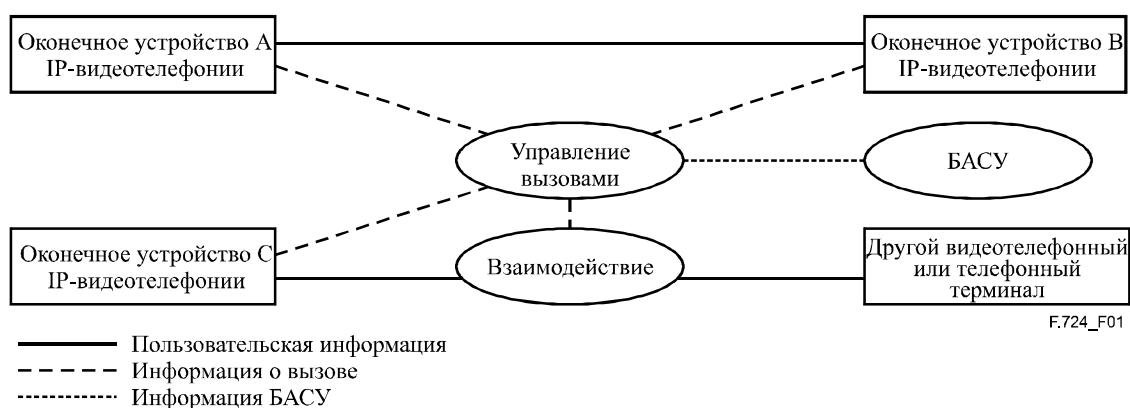 Оконечное устройство A
IP-видеотелефонии
Оконечное устройство B
IP-видеотелефонии
Управление
вызовами
БАСУ
Оконечное устройство C
IP-видеотелефонии
Взаимодействие
Другой видеотелефонный
или телефонный
терминал
F.724_F01
Пользовательская информация
Информация о вызове
Информация БАСУ